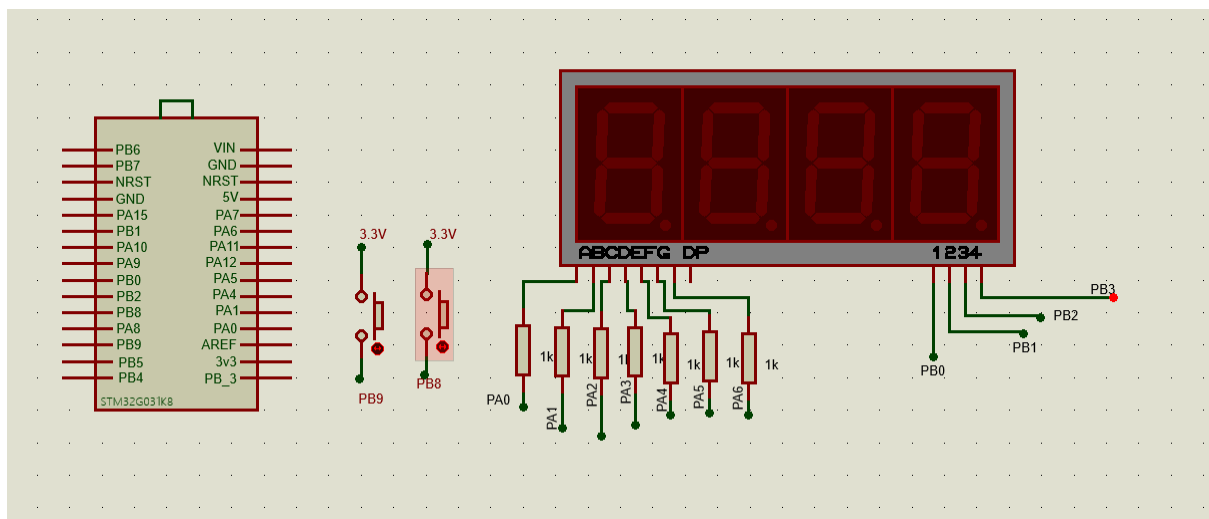 PB6
PB7
NRST
GND
PA15
PB1
PA10
PA9
PB0
PB2
PB8
PA8
PB9
PB5
PB4
VIN
GND
NRST
5V
PA7
PA6
PA11
PA12
PA5
PA4
PA1
PA0
AREF
3v3
PB_3
STM32G031K8
3.3V
PB9
3.3V
PB8
ABCDEFG DP
1234
1k
1k
1k
1k
1k
1k
1k
PA0
PA1
PA2
PA3
PA4
PA5
PA6
PB3
PB2
PB1
PB0